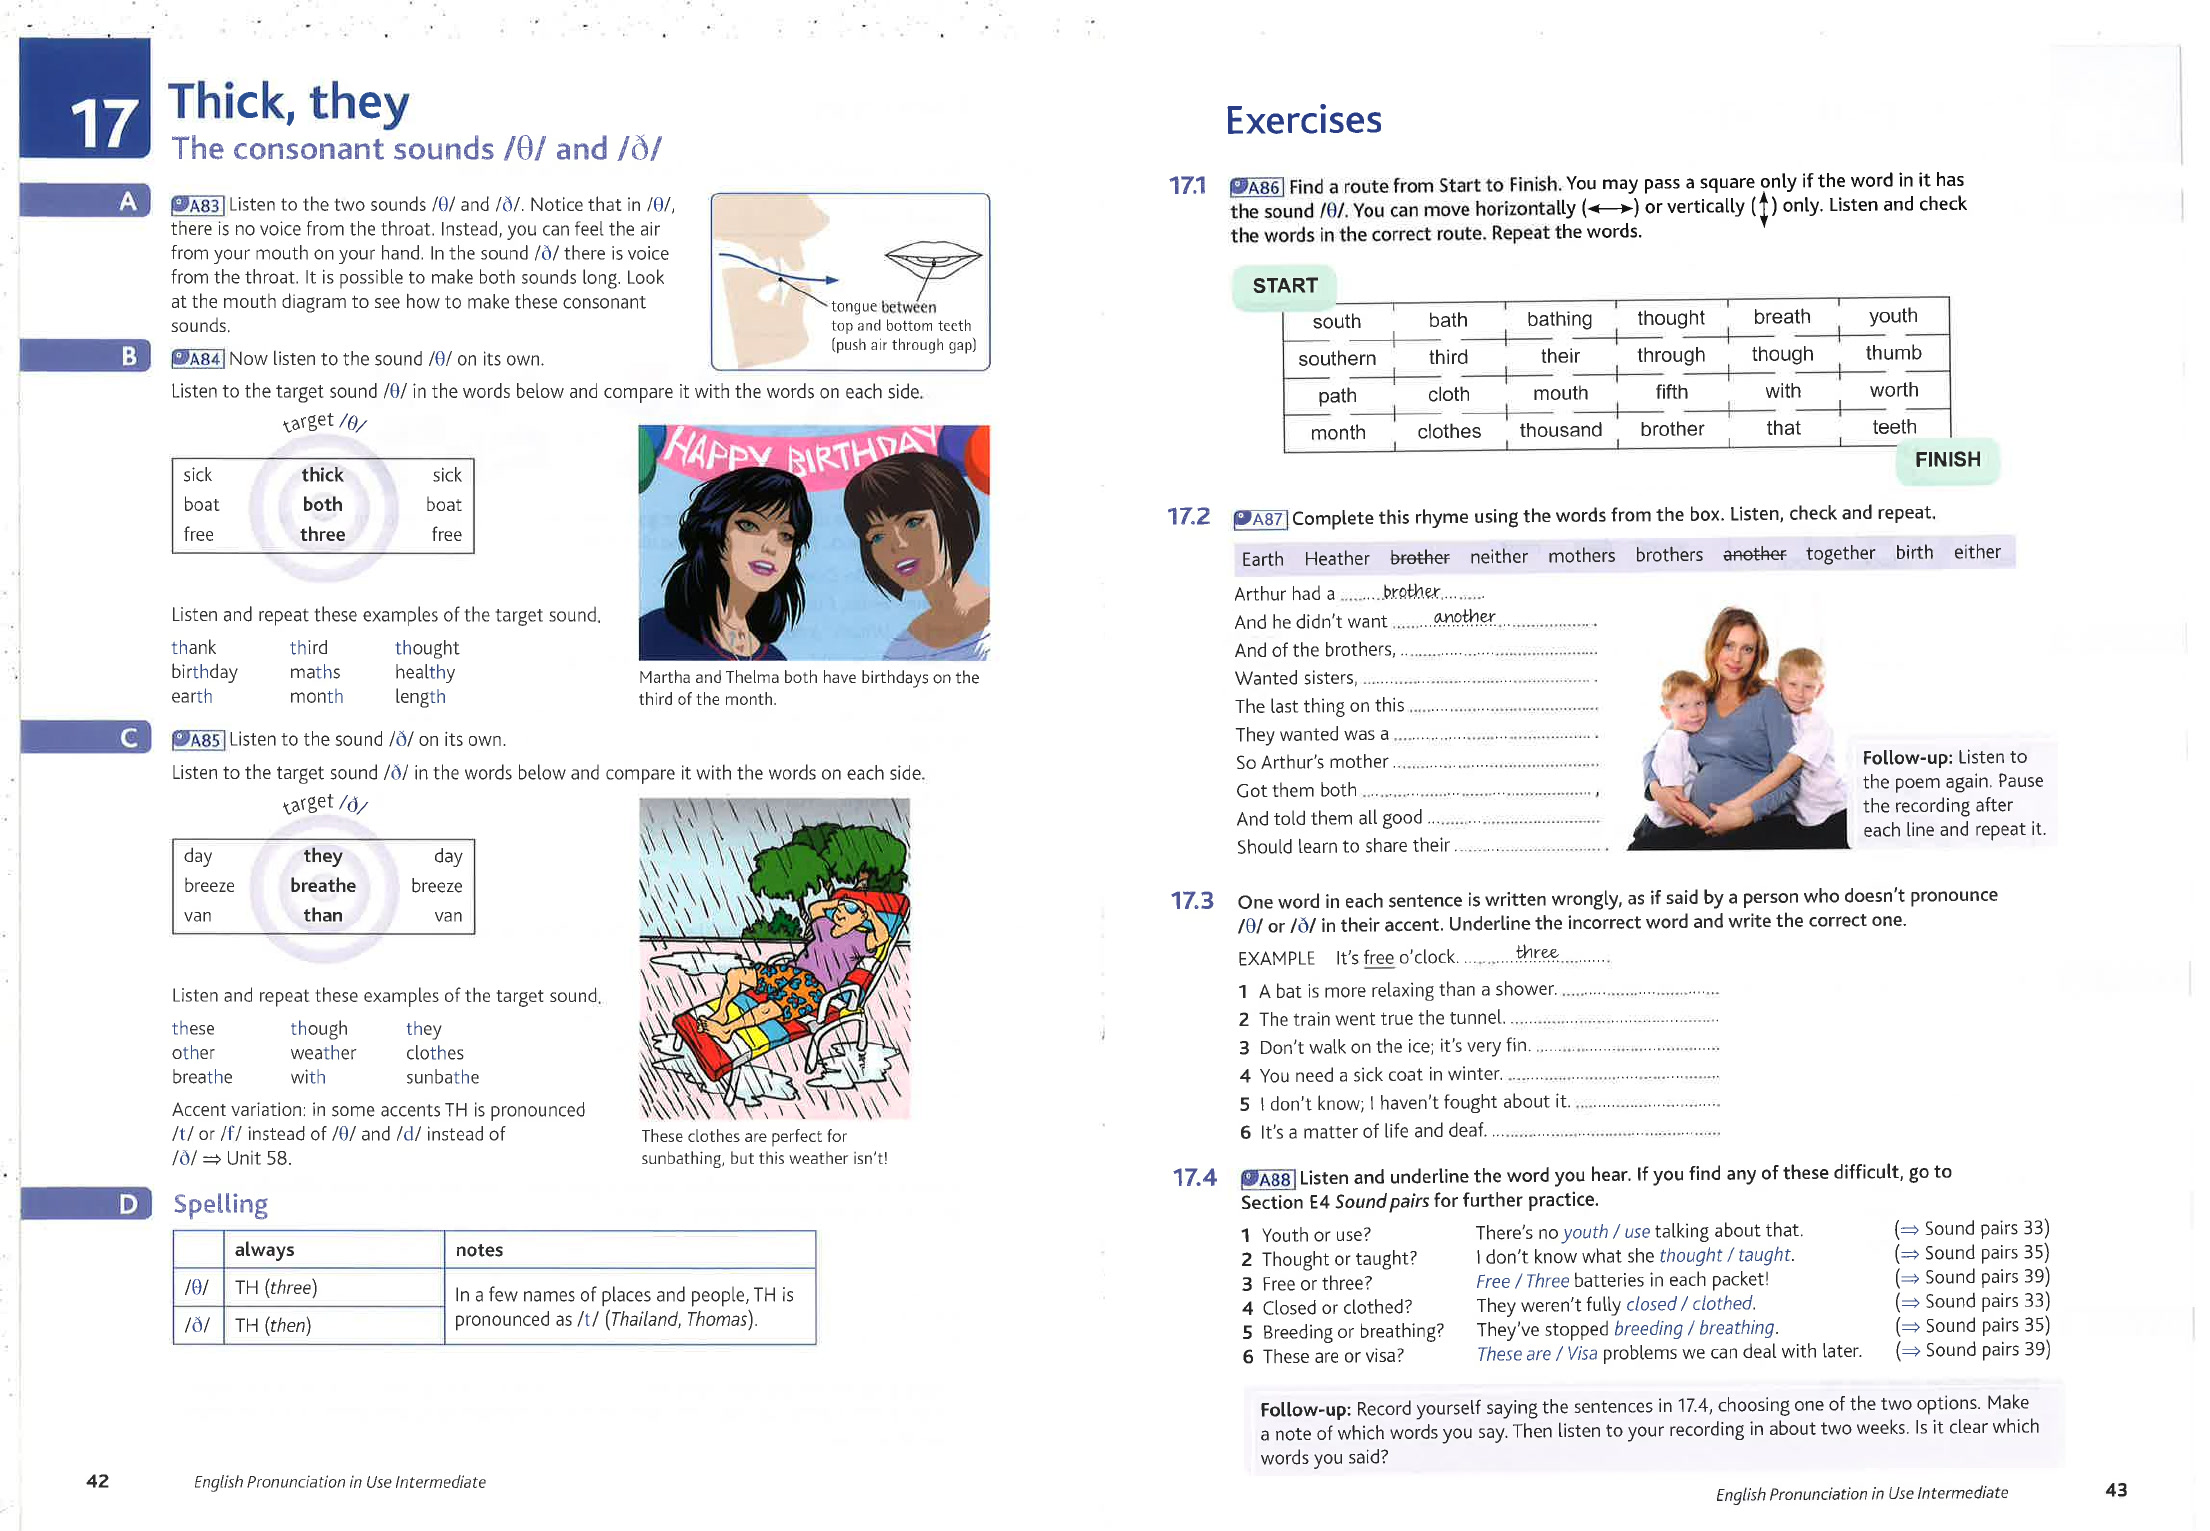 17
Thick, they
The consonant sounds /θ/ and /ð/
A
A83 Listen to the two sounds /θ/ and /ð/. Notice that in /θ/,
there is no voice from the throat. Instead, you can feel the air
from your mouth on your hand. In the sound /ð/ there is voice
from the throat. It is possible to make both sounds long. Look
at the mouth diagram to see how to make these consonant
sounds.
tongue between
top and bottom teeth
(push air through gap)
B
A84 Now listen to the sound /θ/ on its own.
Listen to the target sound /θ/ in the words below and compare it with the words on each side.
target /θ/
sick thick sick
boat both boat
free three free
HAPPY BIRTHDAY
Listen and repeat these examples of the target sound.
thank third thought
birthday maths healthy
earth month length
Martha and Thelma both have birthdays on the
third of the month.
C
A85 Listen to the sound /ð/ on its own.
Listen to the target sound /ð/ in the words below and compare it with the words on each side.
target /ð/
day they day
breeze breathe breeze
van than van
Listen and repeat these examples of the target sound.
these though they
other weather clothes
breathe with sunbathe
Accent variation: in some accents TH is pronounced
/t/ or /f/ instead of /θ/ and /d/ instead of
/ð/ ⇒ Unit 58.
These clothes are perfect for
sunbathing, but this weather isn't!
D
Spelling
always notes
/θ/ TH (three)
/ð/ TH (then)
In a few names of places and people, TH is
pronounced as /t/ (Thailand, Thomas).
42 English Pronunciation in Use Intermediate
Exercises
17.1 A86 Find a route from Start to Finish. You may pass a square only if the word in it has
the sound /θ/. You can move horizontally (↔) or vertically (↕) only. Listen and check
the words in the correct route. Repeat the words.
START
south bath bathing thought breath youth
southern third their through though thumb
path cloth mouth fifth with worth
month clothes thousand brother that teeth
FINISH
17.2 A87 Complete this rhyme using the words from the box. Listen, check and repeat.
Earth Heather brother neither mothers brothers another together birth either
Arthur had a ..........brother..........
And he didn't want ..........another.................... .
And of the brothers, ........................................
Wanted sisters, ........................................ .
The last thing on this ........................................
They wanted was a ........................................ .
So Arthur's mother ........................................
Got them both ........................................ ,
And told them all good ........................................
Should learn to share their .............................. .
Follow-up: Listen to
the poem again. Pause
the recording after
each line and repeat it.
17.3 One word in each sentence is written wrongly, as if said by a person who doesn't pronounce
/θ/ or /ð/ in their accent. Underline the incorrect word and write the correct one.
EXAMPLE It's free o'clock. ..........three..........
1 A bat is more relaxing than a shower. ..............................
2 The train went true the tunnel. ........................................
3 Don't walk on the ice; it's very fin. ...................................
4 You need a sick coat in winter. ........................................
5 I don't know; I haven't fought about it. ..............................
6 It's a matter of life and deaf. ........................................
17.4 A88 Listen and underline the word you hear. If you find any of these difficult, go to
Section E4 Sound pairs for further practice.
1 Youth or use? There's no youth / use talking about that. (⇒ Sound pairs 33)
2 Thought or taught? I don't know what she thought / taught. (⇒ Sound pairs 35)
3 Free or three? Free / Three batteries in each packet! (⇒ Sound pairs 39)
4 Closed or clothed? They weren't fully closed / clothed. (⇒ Sound pairs 33)
5 Breeding or breathing? They've stopped breeding / breathing. (⇒ Sound pairs 35)
6 These are or visa? These are / Visa problems we can deal with later. (⇒ Sound pairs 39)
Follow-up: Record yourself saying the sentences in 17.4, choosing one of the two options. Make
a note of which words you say. Then listen to your recording in about two weeks. Is it clear which
words you said?
English Pronunciation in Use Intermediate 43